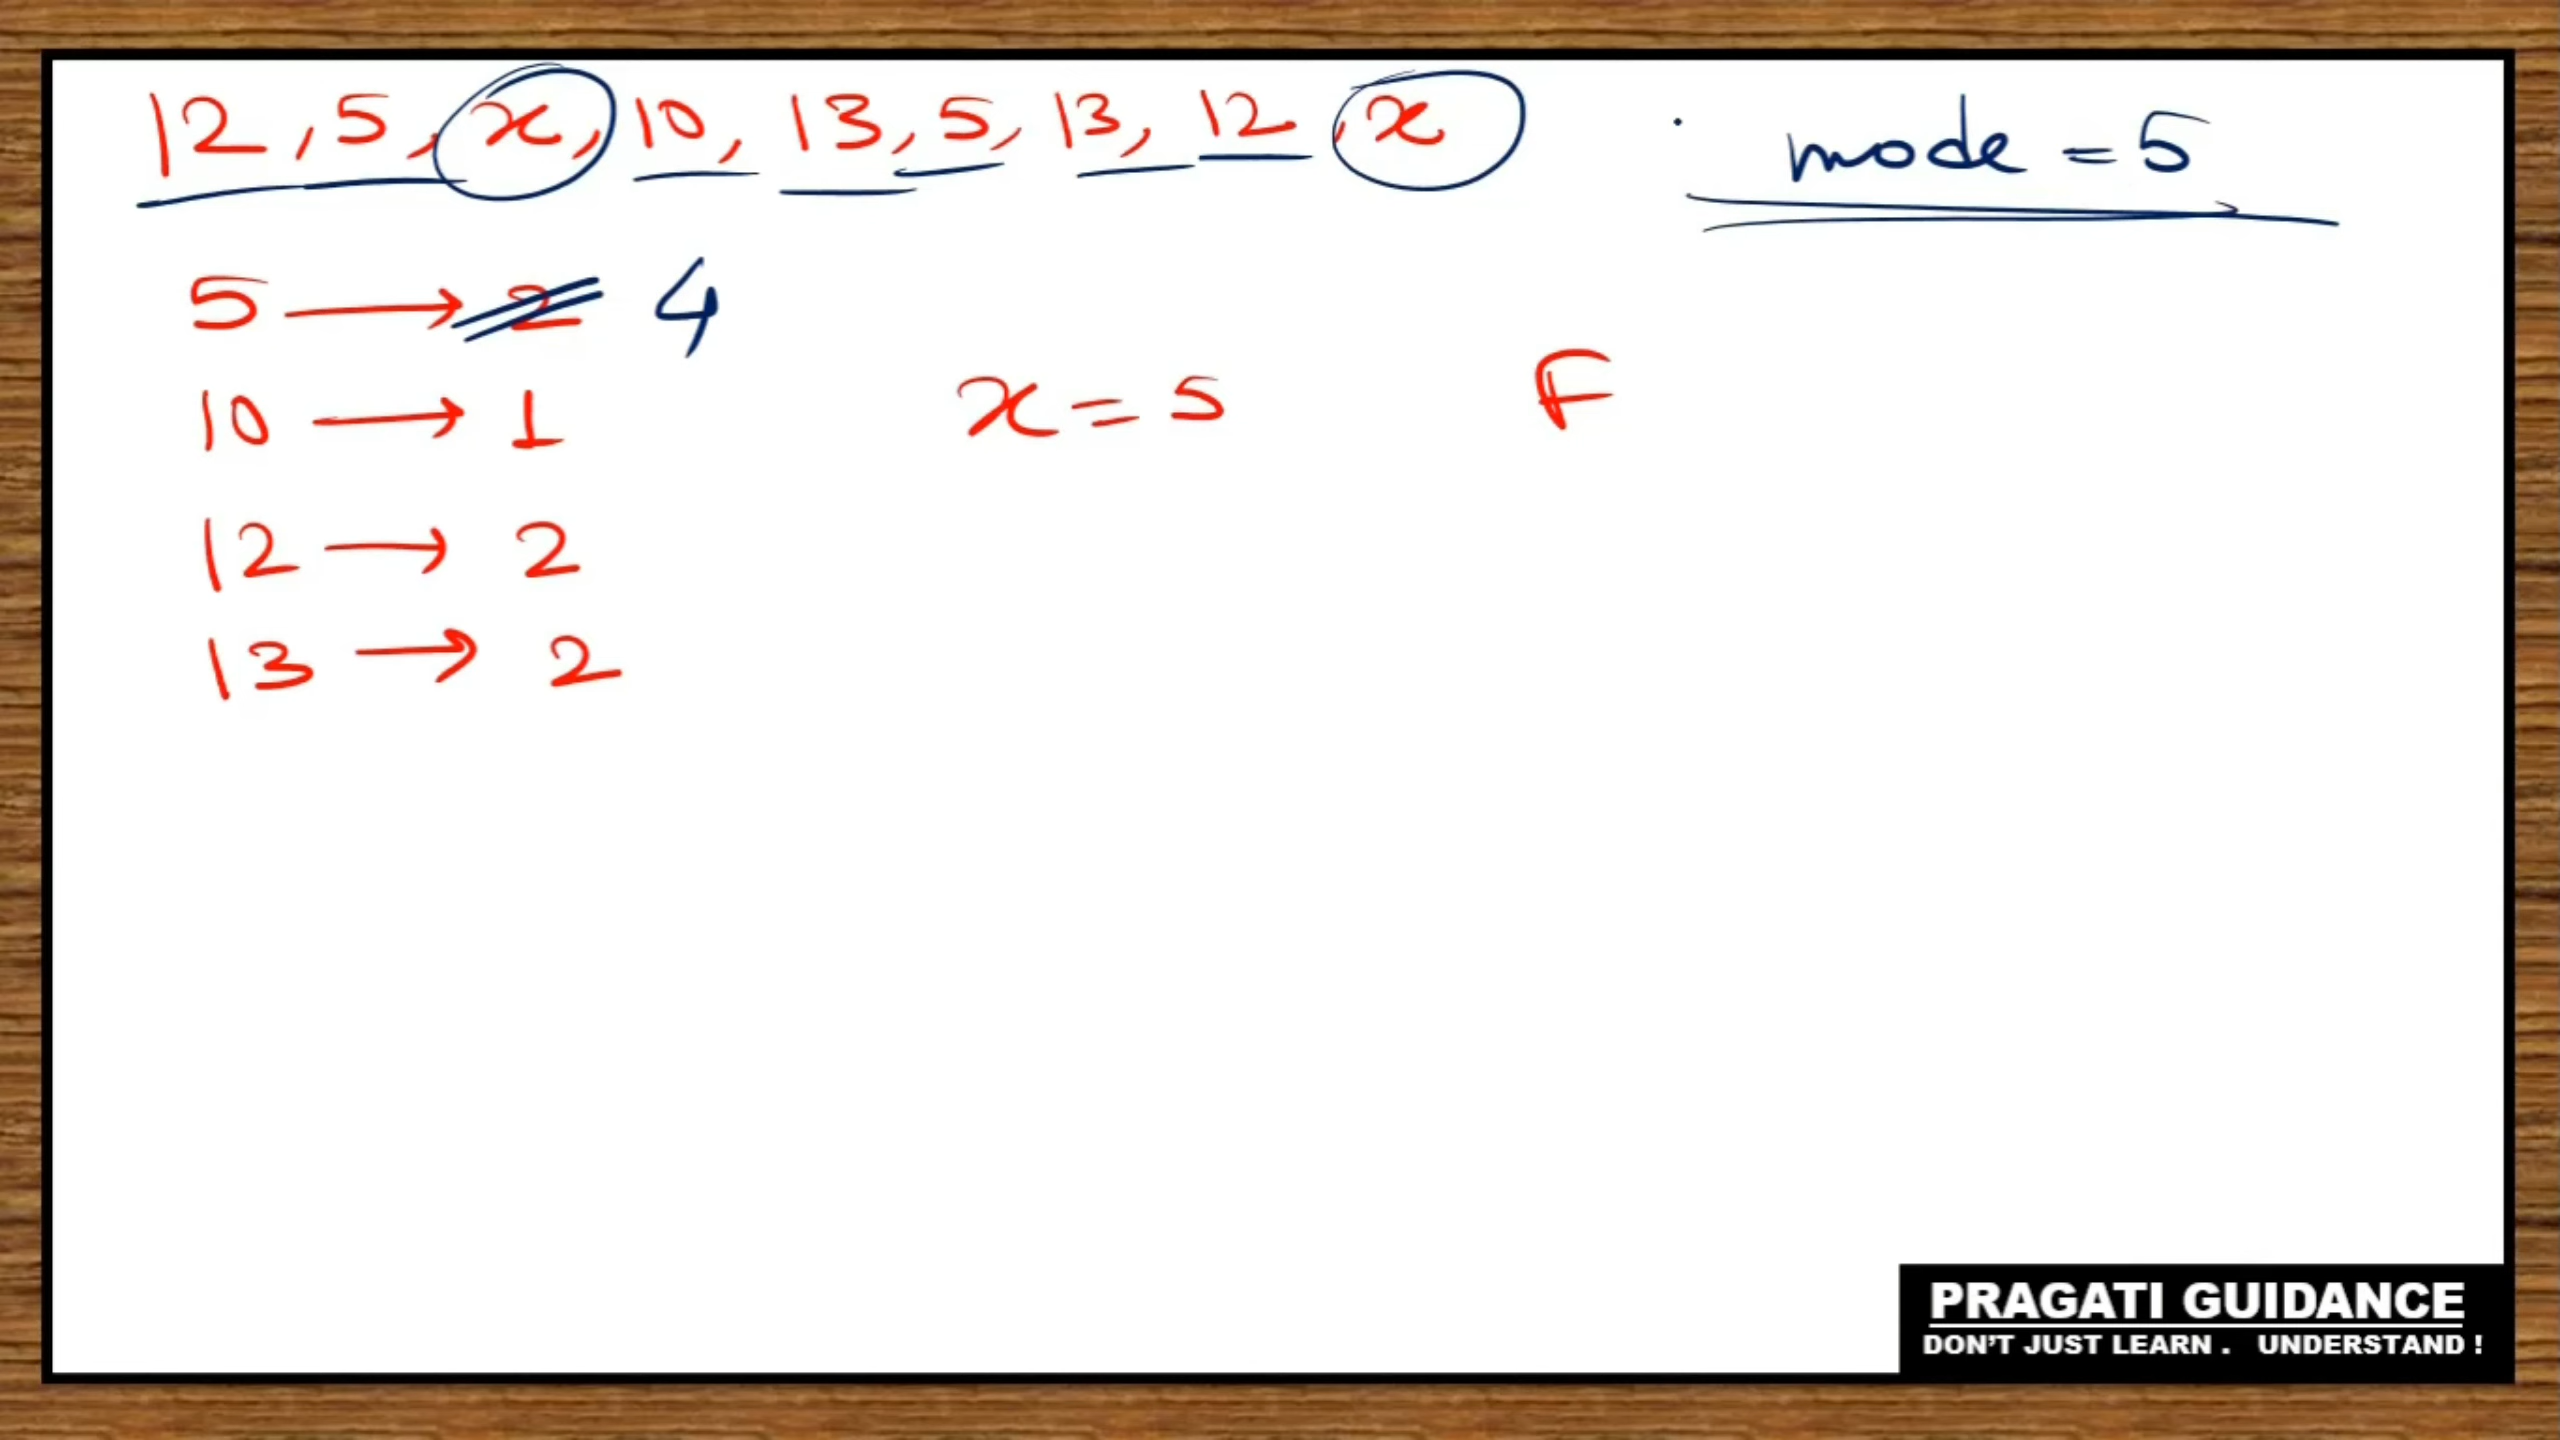 12, 5, x, 10, 13, 5, 13, 12, x
mode = 5
5 → 2 4
10 → 1
x = 5
F
12 → 2
13 → 2
PRAGATI GUIDANCE
DON'T JUST LEARN . UNDERSTAND !